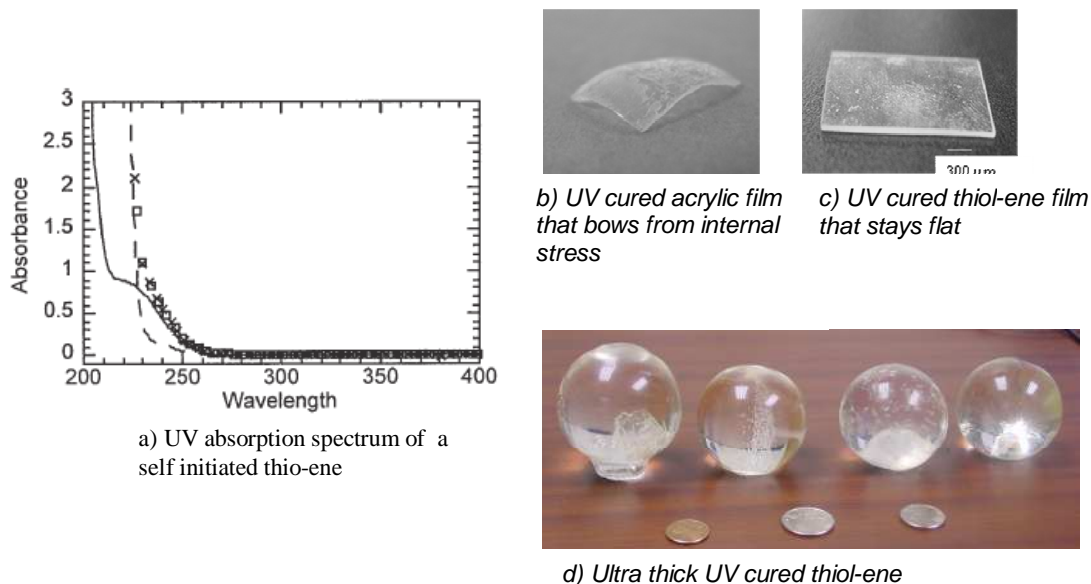 3
2.5
2
1.5
1
0.5
0
Absorbance
200
250
300
350
400
Wavelength
a) UV absorption spectrum of a
self initiated thio-ene
b) UV cured acrylic film
that bows from internal
stress
300 µm
c) UV cured thiol-ene film
that stays flat
d) Ultra thick UV cured thiol-ene